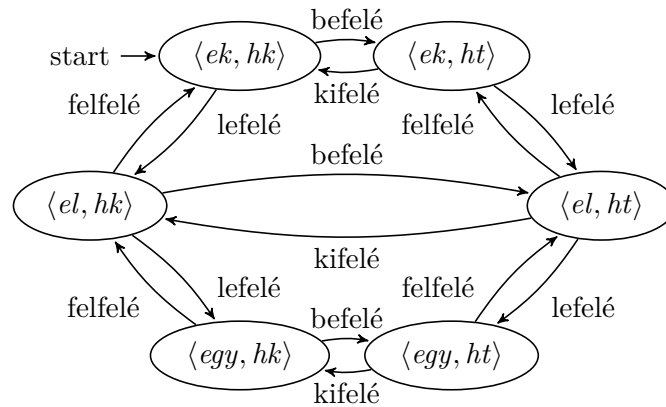 befelé
start ⟨ek, hk⟩ ⟨ek, ht⟩
kifelé
felfelé lefelé felfelé lefelé
befelé
⟨el, hk⟩ ⟨el, ht⟩
kifelé
felfelé lefelé felfelé lefelé
befelé
⟨egy, hk⟩ ⟨egy, ht⟩
kifelé